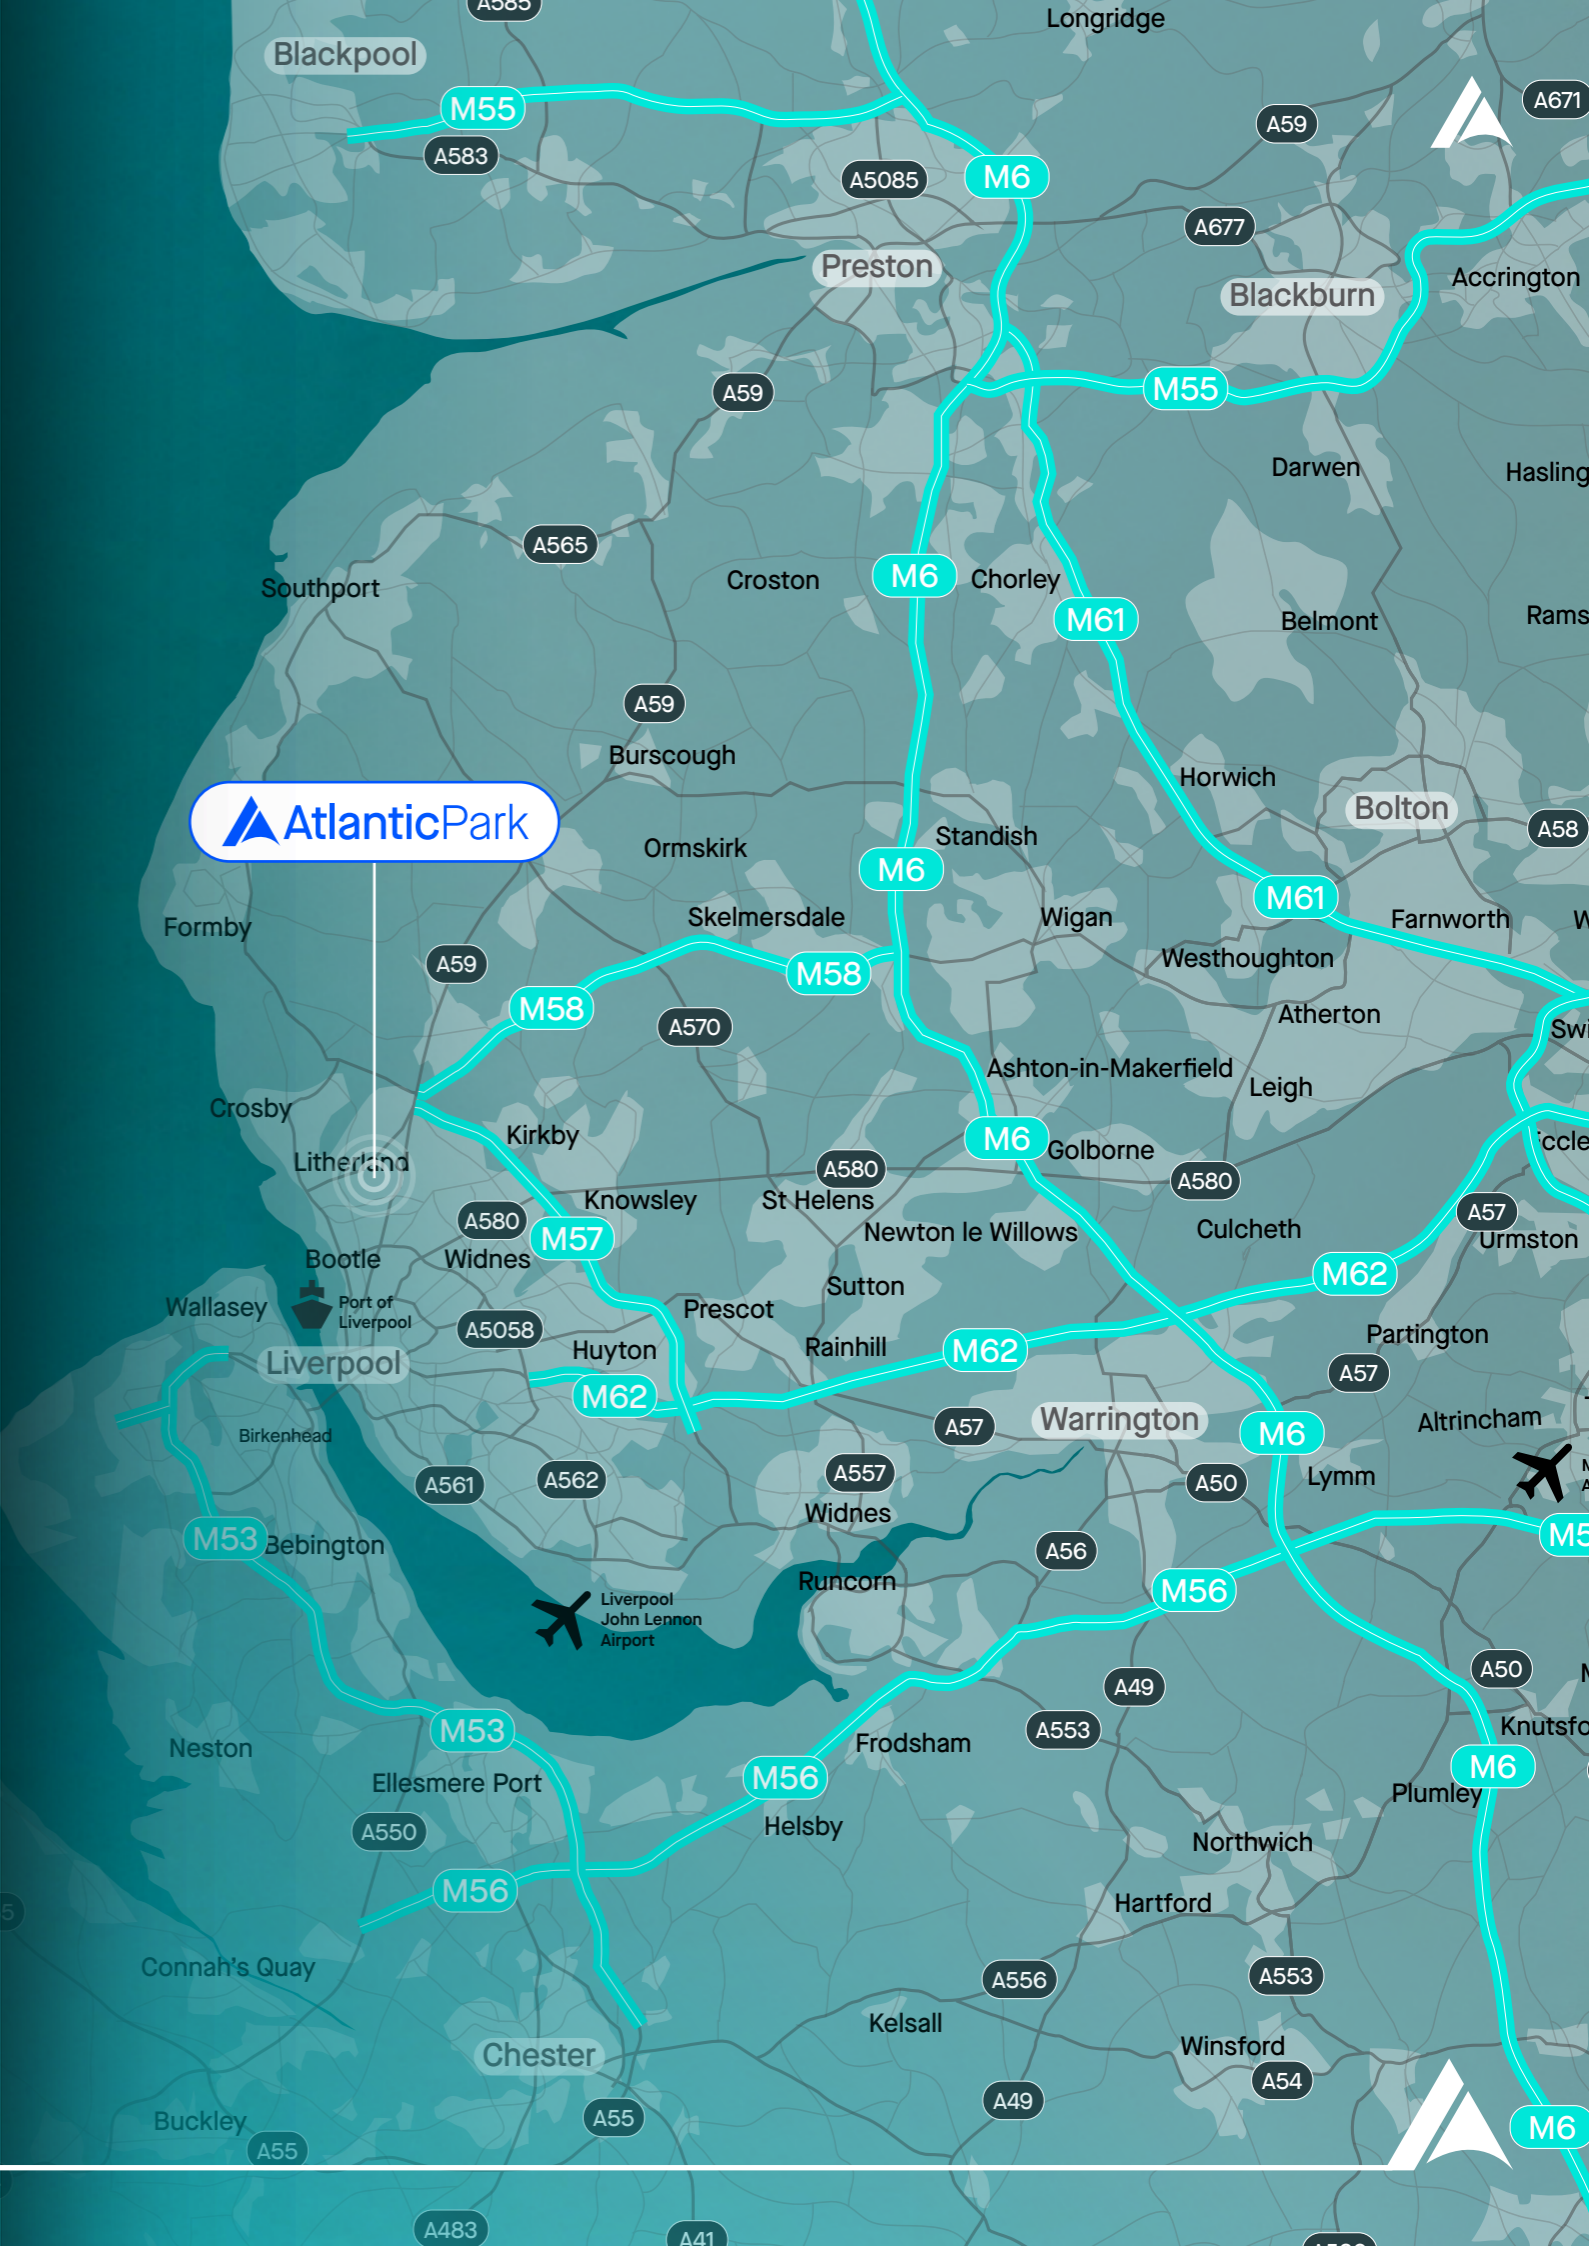 A585
Longridge
Blackpool
M55
A671
A59
A583
A5085
M6
A677
Preston
Accrington
Blackburn
M55
A59
Darwen
Hasling
A565
Southport
Croston
M6
Chorley
M61
Belmont
Rams
A59
Burscough
Horwich
Bolton
AtlanticPark
A58
Standish
Ormskirk
M6
M61
Skelmersdale
Wigan
Farnworth
W
Formby
Westhoughton
A59
M58
M58
Atherton
A570
Swi
Ashton-in-Makerfield
Leigh
Crosby
Kirkby
M6
Golborne
Eccle
Litherland
A580
A580
Knowsley
St Helens
A580
A57
Newton le Willows
Culcheth
M57
Urmston
Bootle
Widnes
M62
Sutton
Wallasey
Port of
Liverpool
Prescot
A5058
Partington
Rainhill
Huyton
M62
Liverpool
A57
M62
Warrington
Altrincham
A57
M6
Birkenhead
A557
Lymm
A561
A562
A50
Widnes
M53
Bebington
M5
A56
Runcorn
M56
Liverpool
John Lennon
Airport
A50
A49
M53
A553
Knutsfo
Frodsham
Neston
M6
M56
Ellesmere Port
Plumley
Helsby
A550
Northwich
M56
Hartford
5
Connah's Quay
A556
A553
Kelsall
Winsford
Chester
A54
A49
A55
Buckley
M6
A55
A483
A41